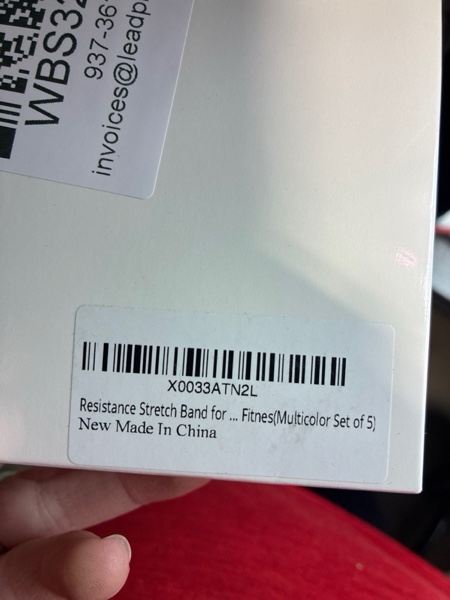 WBS32
937-36
invoices@leadp
X0033ATN2L
Resistance Stretch Band for ... Fitnes(Multicolor Set of 5)
New Made In China